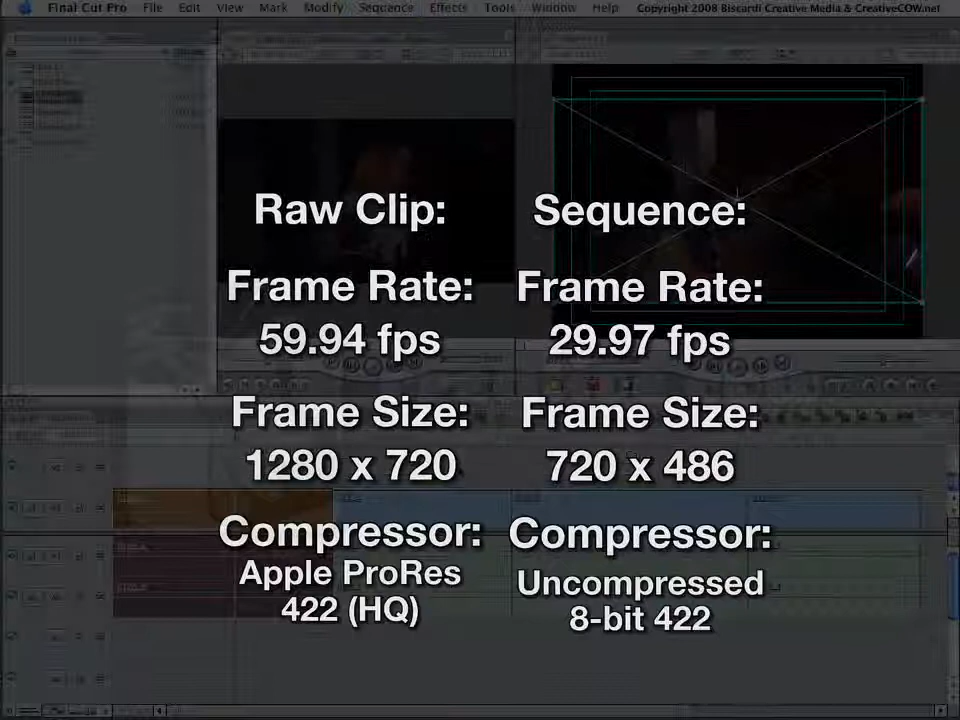 Final Cut Pro File Edit View Mark Modify Sequence Effects Tools Window Help Copyright 2008 Biscardi Creative Media & CreativeCOW.net
Raw Clip:
Frame Rate:
59.94 fps
Frame Size:
1280 x 720
Compressor:
Apple ProRes
422 (HQ)
Sequence:
Frame Rate:
29.97 fps
Frame Size:
720 x 486
Compressor:
Uncompressed
8-bit 422